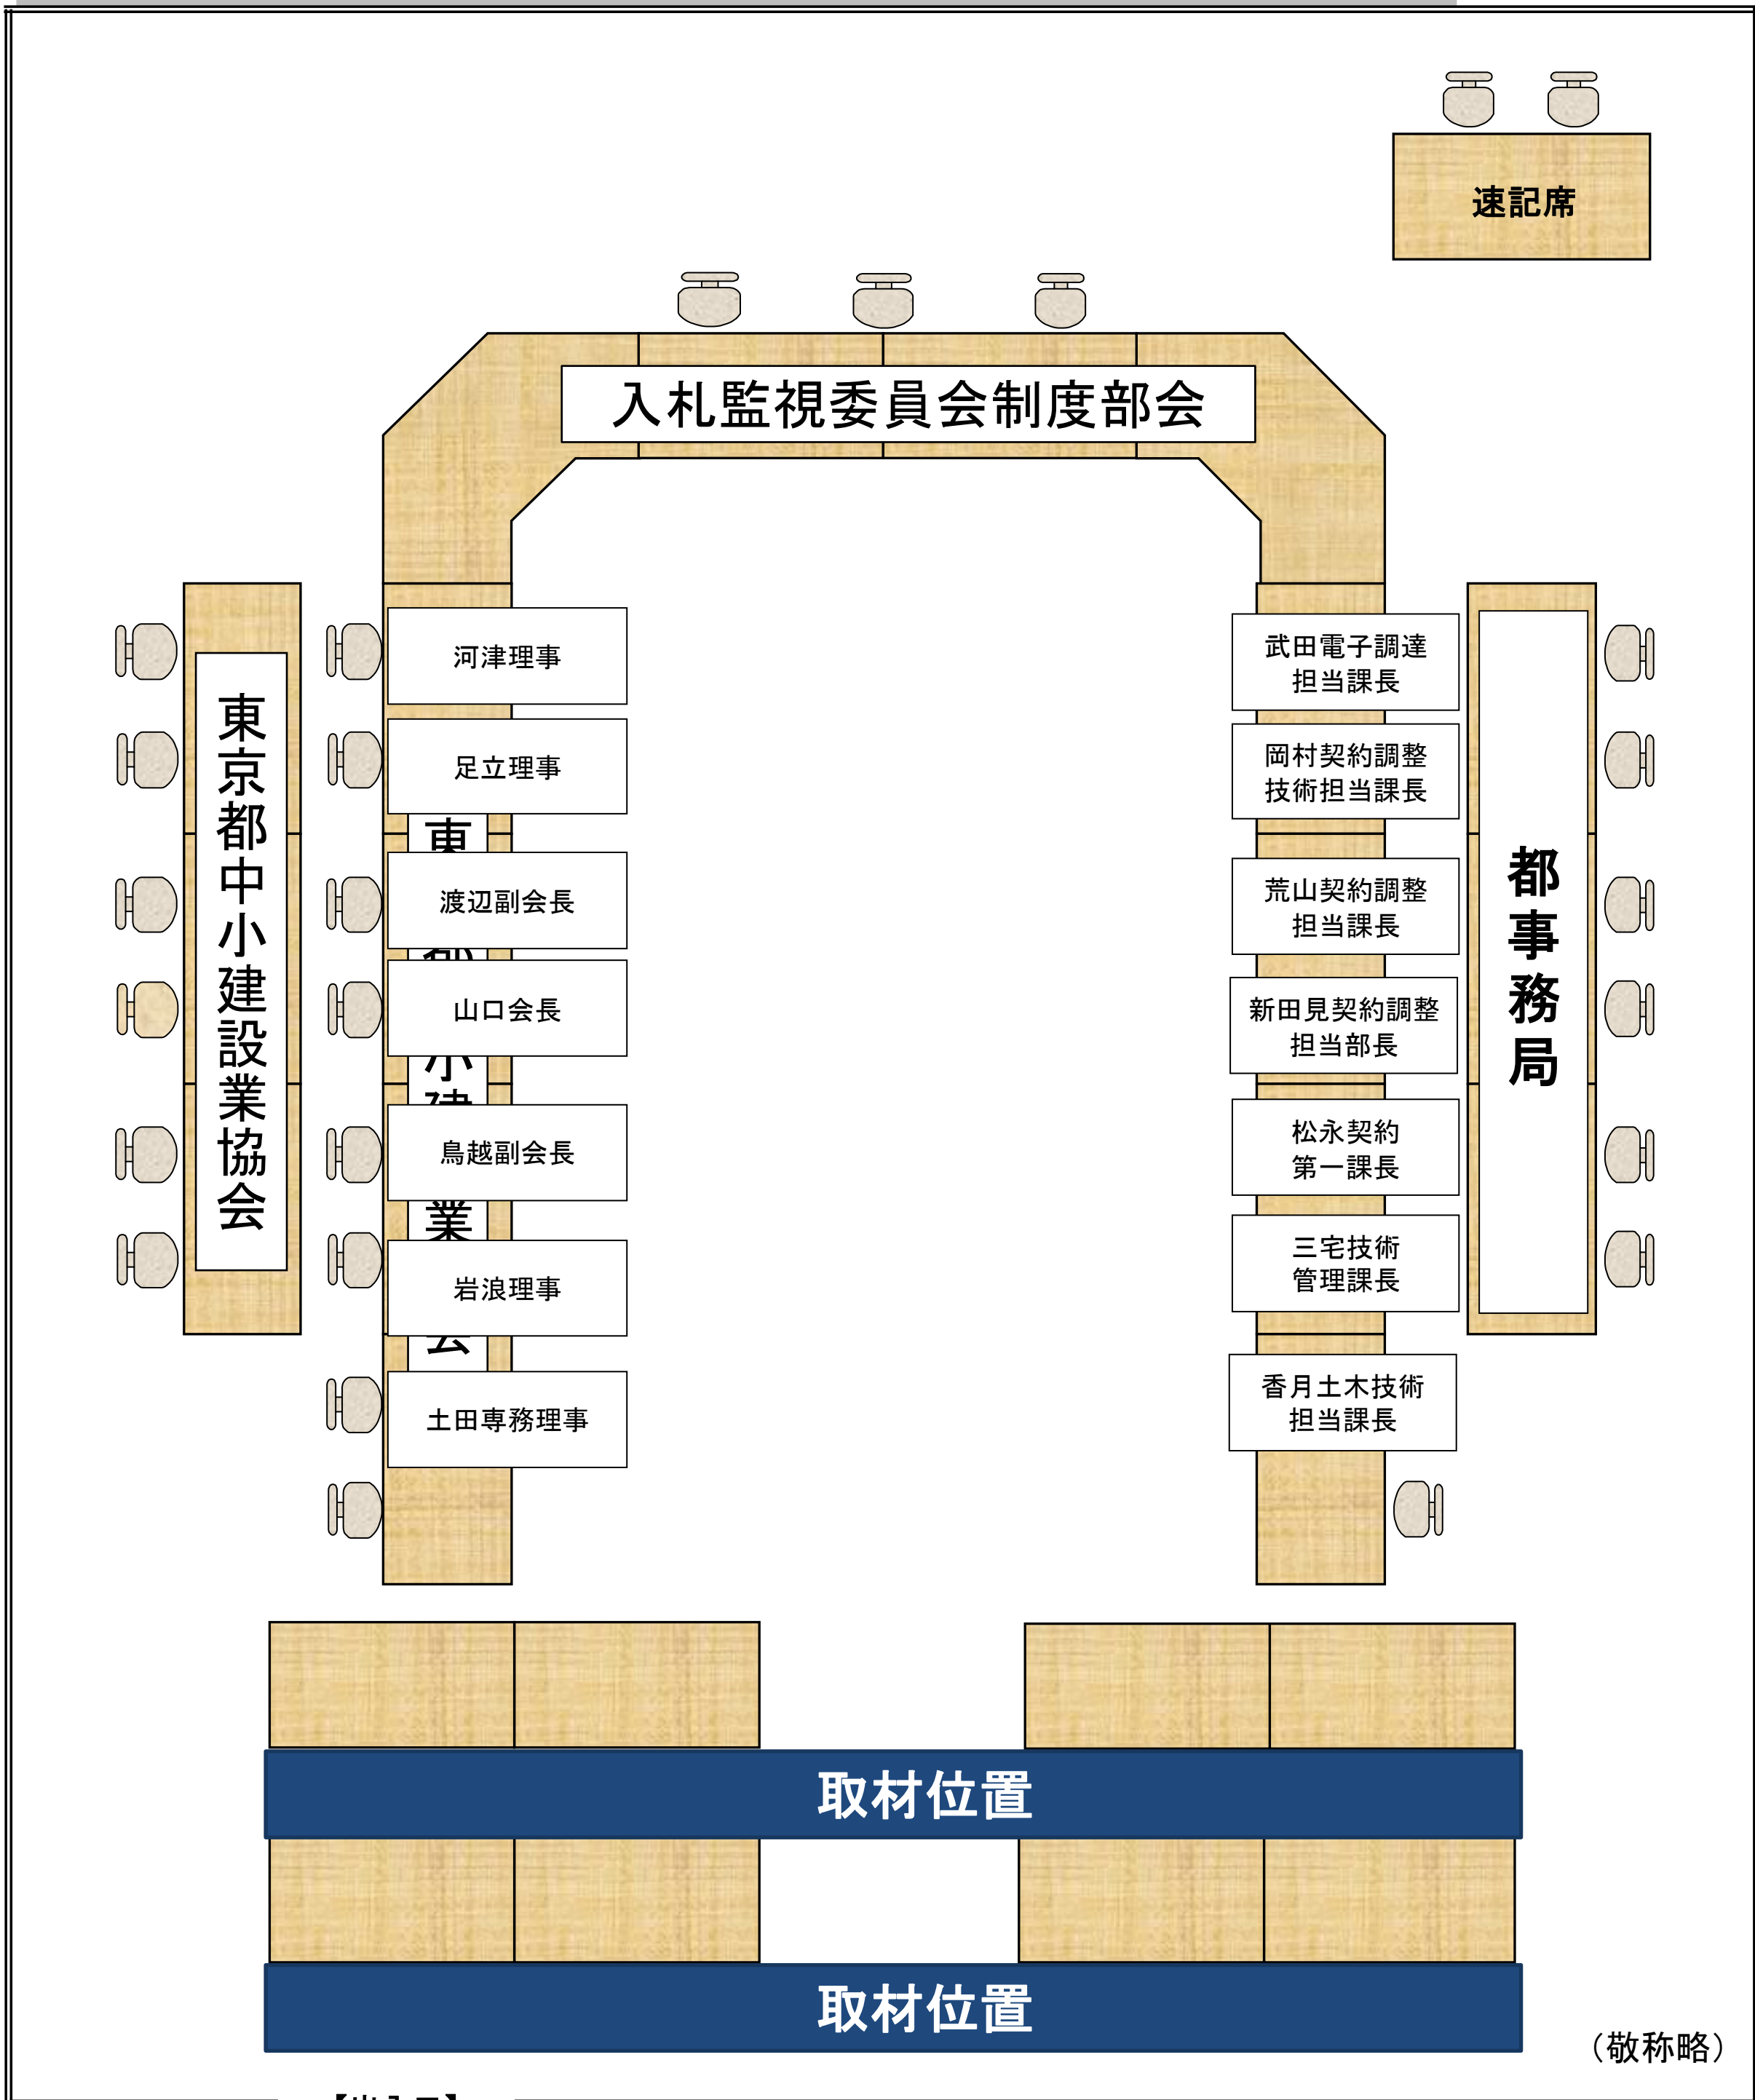 速記席
入札監視委員会制度部会
東京都中小建設業協会
河津理事
足立理事
渡辺副会長
山口会長
鳥越副会長
岩浪理事
土田専務理事
武田電子調達
担当課長
岡村契約調整
技術担当課長
荒山契約調整
担当課長
新田見契約調整
担当部長
松永契約
第一課長
三宅技術
管理課長
香月土木技術
担当課長
都事務局
取材位置
取材位置
（敬称略）